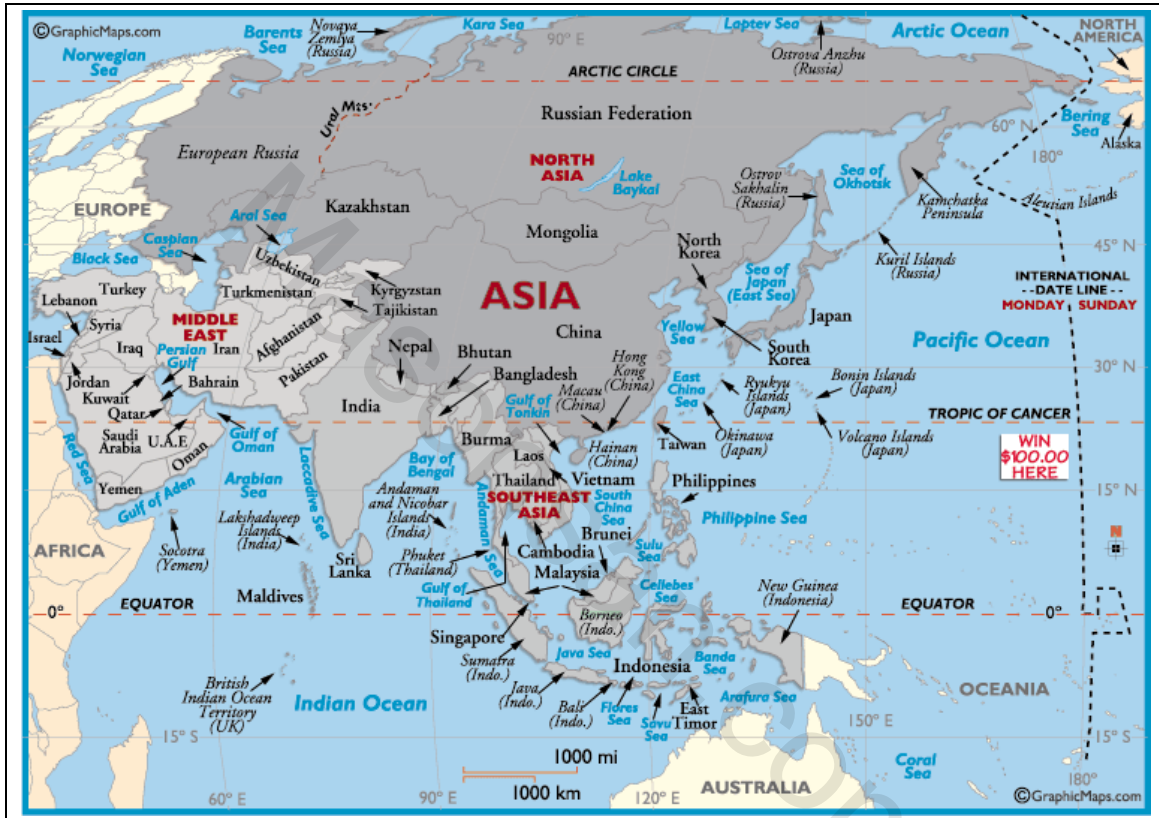 ©GraphicMaps.com
Norwegian
Sea
Barents
Sea
Novaya
Zemlya
(Russia)
Kara Sea
90° E
Laptev Sea
Ostrova Anzhu
(Russia)
Arctic Ocean
NORTH
AMERICA
ARCTIC CIRCLE
Ural Mts.
Russian Federation
European Russia
60° N
180°
Bering
Sea
Alaska
NORTH
ASIA
Lake
Baykal
Ostrov
Sakhalin
(Russia)
Sea of
Okhotsk
Kamchatka
Peninsula
Aleutian Islands
EUROPE
Kazakhstan
Aral Sea
Caspian
Sea
Black Sea
Mongolia
North
Korea
45° N
Kuril Islands
(Russia)
Uzbekistan
Turkmenistan
Kyrgyzstan
Tajikistan
ASIA
Sea of
Japan
(East Sea)
INTERNATIONAL
--DATE LINE--
MONDAY
SUNDAY
Turkey
Lebanon
Syria
Israel
MIDDLE
EAST
Iraq
Iran
Afghanistan
China
Yellow
Sea
Japan
South
Korea
Pacific Ocean
Persian
Gulf
Jordan
Kuwait
Bahrain
Qatar
Pakistan
Nepal
Bhutan
Bangladesh
Hong
Kong
(China)
Macau
(China)
East
China
Sea
Ryukyu
Islands
(Japan)
Bonin Islands
(Japan)
30° N
Saudi
Arabia
U.A.E
Oman
Gulf of
Oman
India
Burma
Gulf of
Tonkin
Hainan
(China)
Taiwan
Okinawa
(Japan)
Volcano Islands
(Japan)
TROPIC OF CANCER
WIN
$100.00
HERE
Red Sea
Yemen
Gulf of Aden
Arabian
Sea
Laccadive Sea
Bay of
Bengal
Laos
Thailand
Vietnam
SOUTHEAST
ASIA
South
China
Sea
Philippines
15° N
Philippine Sea
N
AFRICA
Socotra
(Yemen)
Lakshadweep
Islands
(India)
Andaman
and Nicobar
Islands
(India)
Andaman Sea
Sri
Lanka
Phuket
(Thailand)
Cambodia
Brunei
Sulu
Sea
Maldives
Gulf of
Thailand
Malaysia
Celebes
Sea
New Guinea
(Indonesia)
0°
EQUATOR
EQUATOR
0°
Singapore
Borneo
(Indo.)
Sumatra
(Indo.)
Java Sea
Indonesia
Banda
Sea
British
Indian Ocean
Territory
(UK)
Indian Ocean
Java
(Indo.)
Bali
(Indo.)
Flores
Sea
Savu
Sea
East
Timor
Arafura Sea
OCEANIA
15° S
150° E
15° S
1000 mi
1000 km
Coral
Sea
60° E
90° E
120° E
AUSTRALIA
180°
©GraphicMaps.com